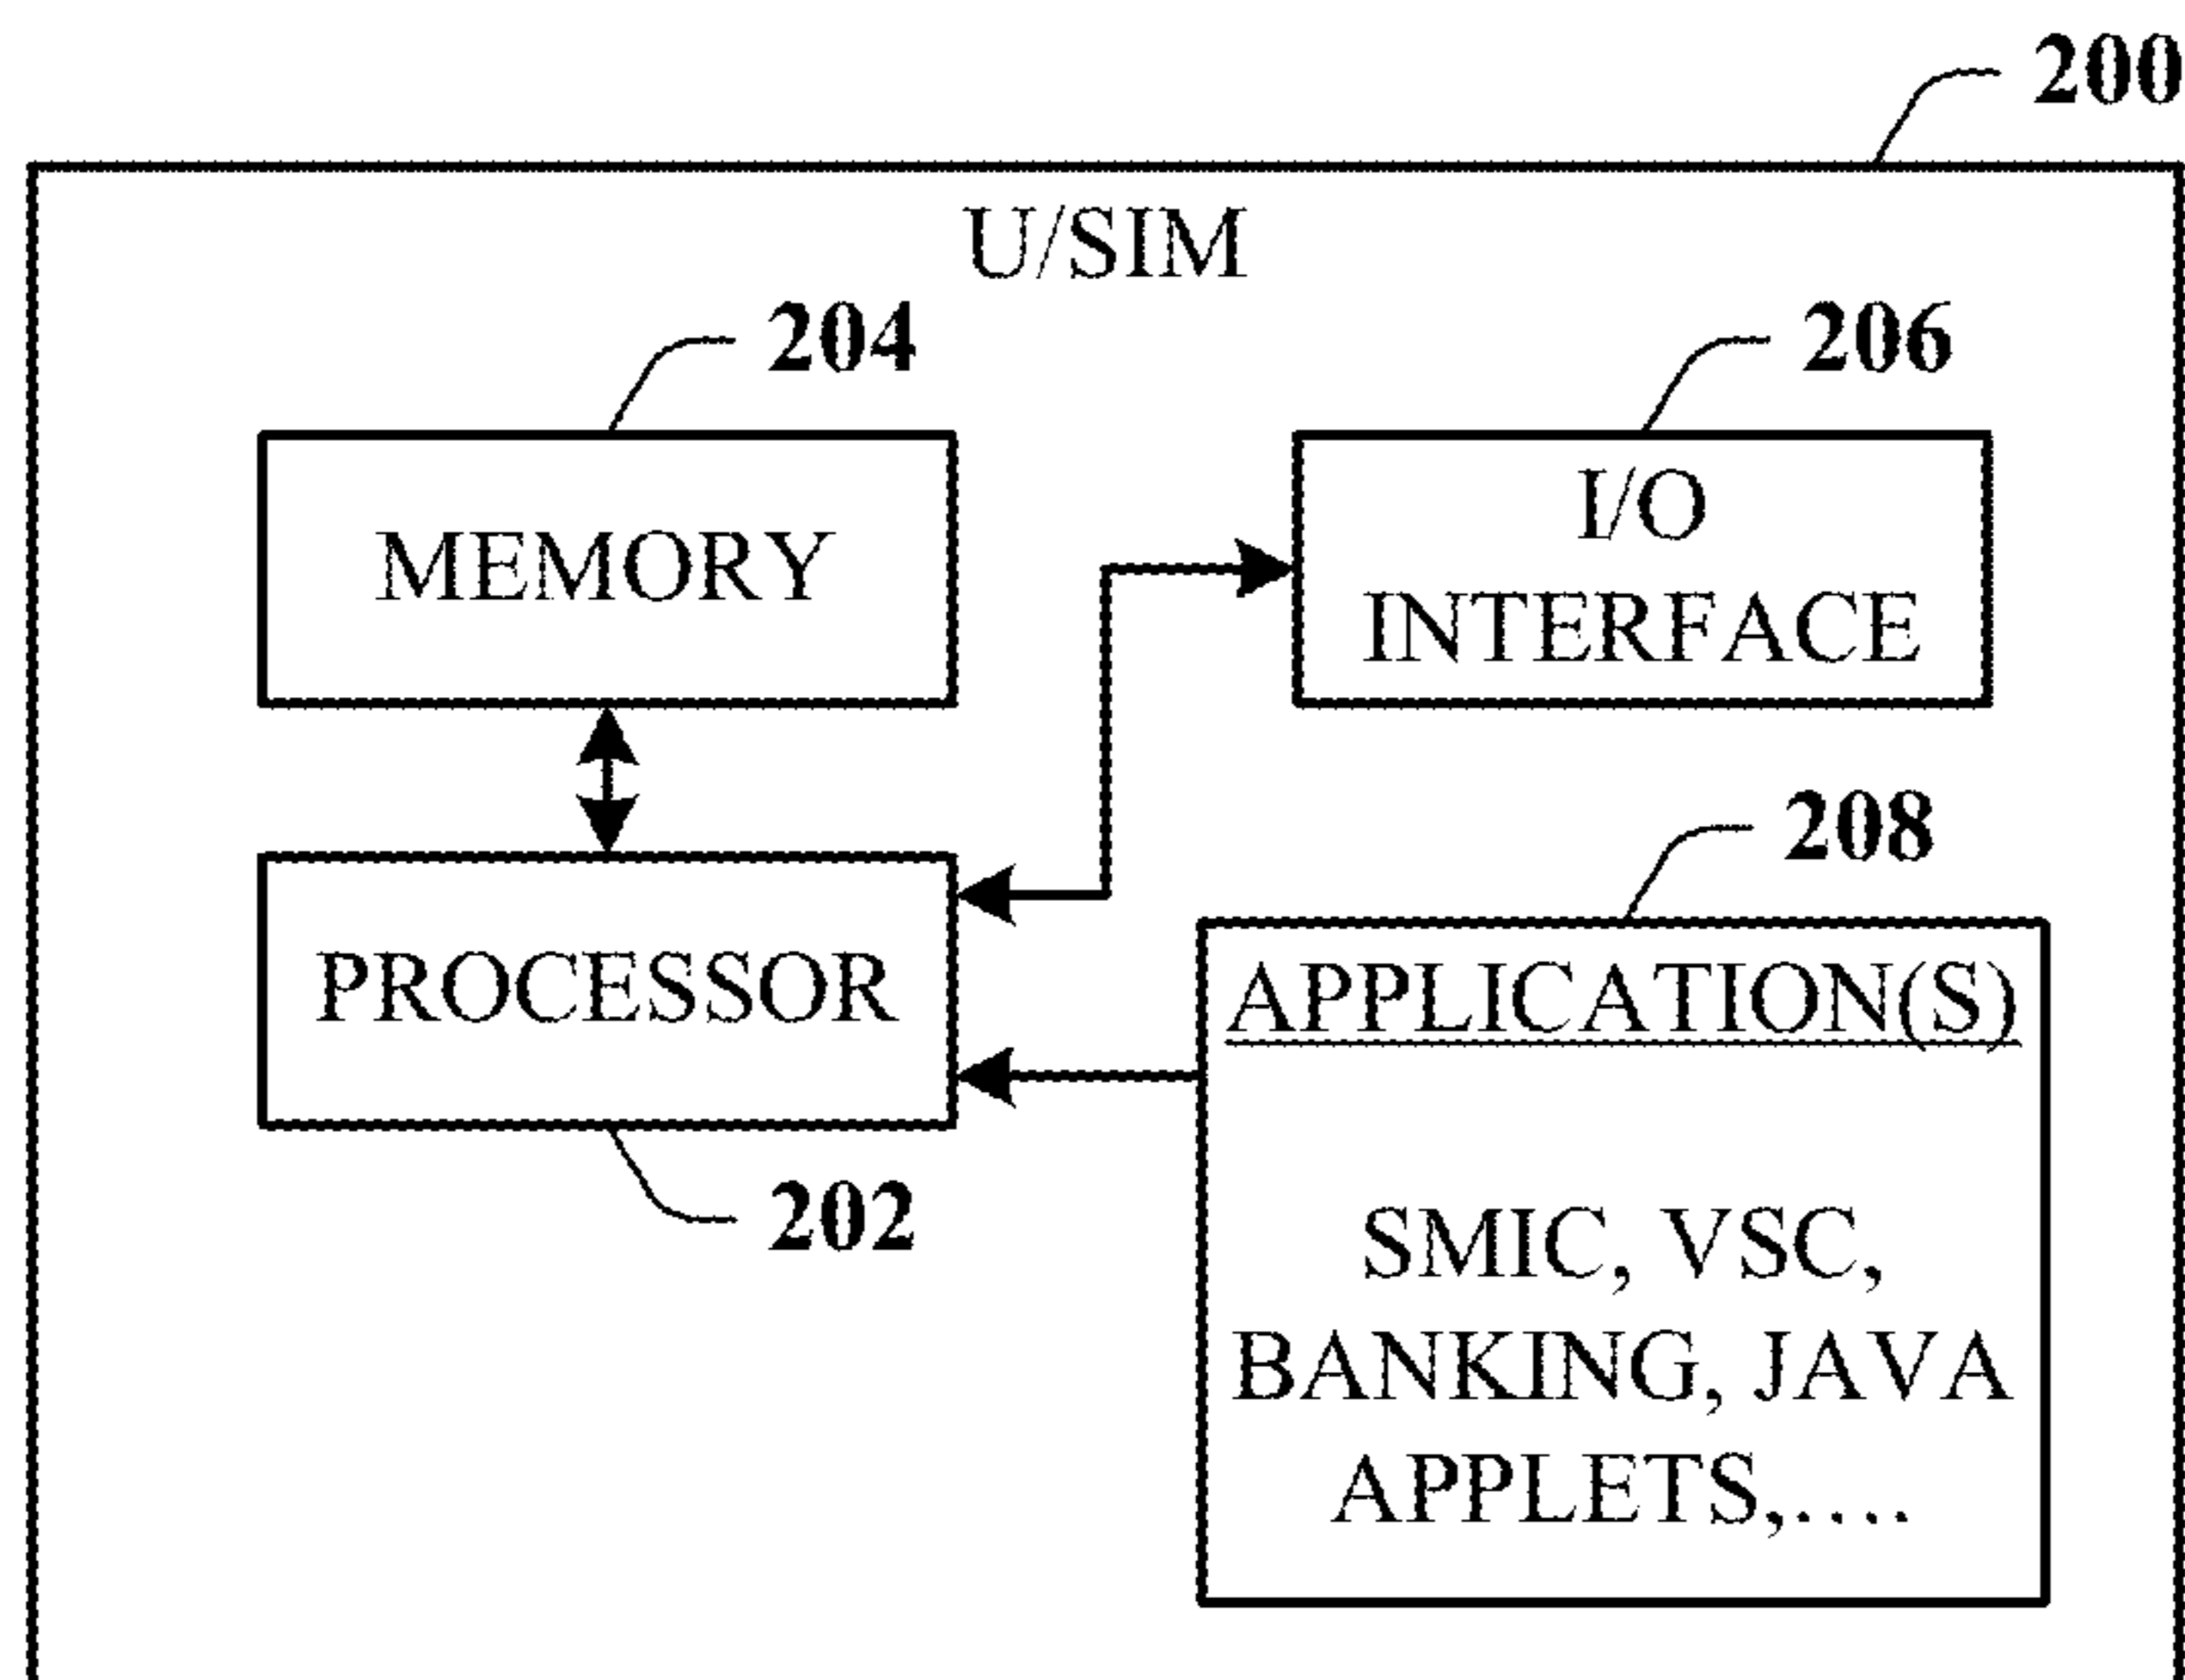 200
U/SIM
204
206
MEMORY
I/O
INTERFACE
208
PROCESSOR
APPLICATION(S)
202
SMIC, VSC,
BANKING, JAVA
APPLETS,....